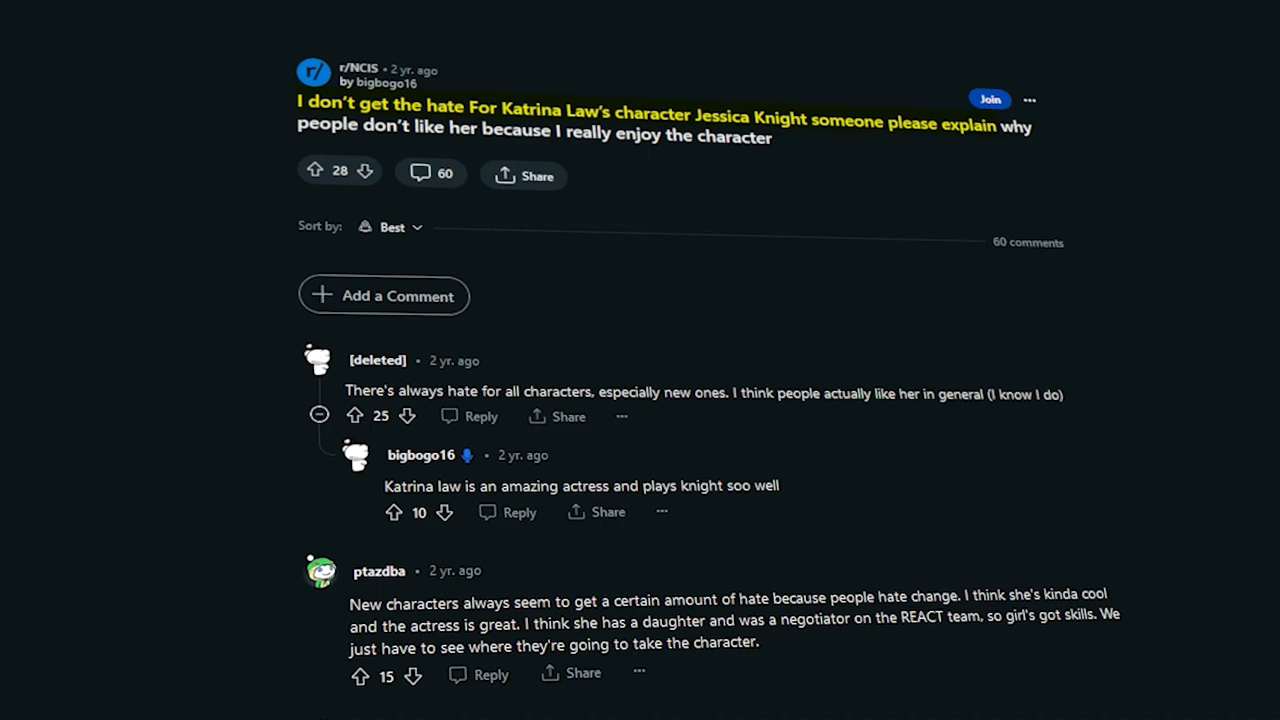 r/NCIS • 2 yr. ago
by bigbogo16
Join
I don't get the hate For Katrina Law's character Jessica Knight someone please explain why
people don't like her because I really enjoy the character
28
60
Share
Sort by: Best
60 comments
Add a Comment
[deleted] • 2 yr. ago
There's always hate for all characters, especially new ones. I think people actually like her in general (I know I do)
25 Reply Share ...
bigbogo16 • 2 yr. ago
Katrina law is an amazing actress and plays knight soo well
10 Reply Share ...
ptazdba • 2 yr. ago
New characters always seem to get a certain amount of hate because people hate change. I think she's kinda cool
and the actress is great. I think she has a daughter and was a negotiator on the REACT team, so girl's got skills. We
just have to see where they're going to take the character.
15 Reply Share ...